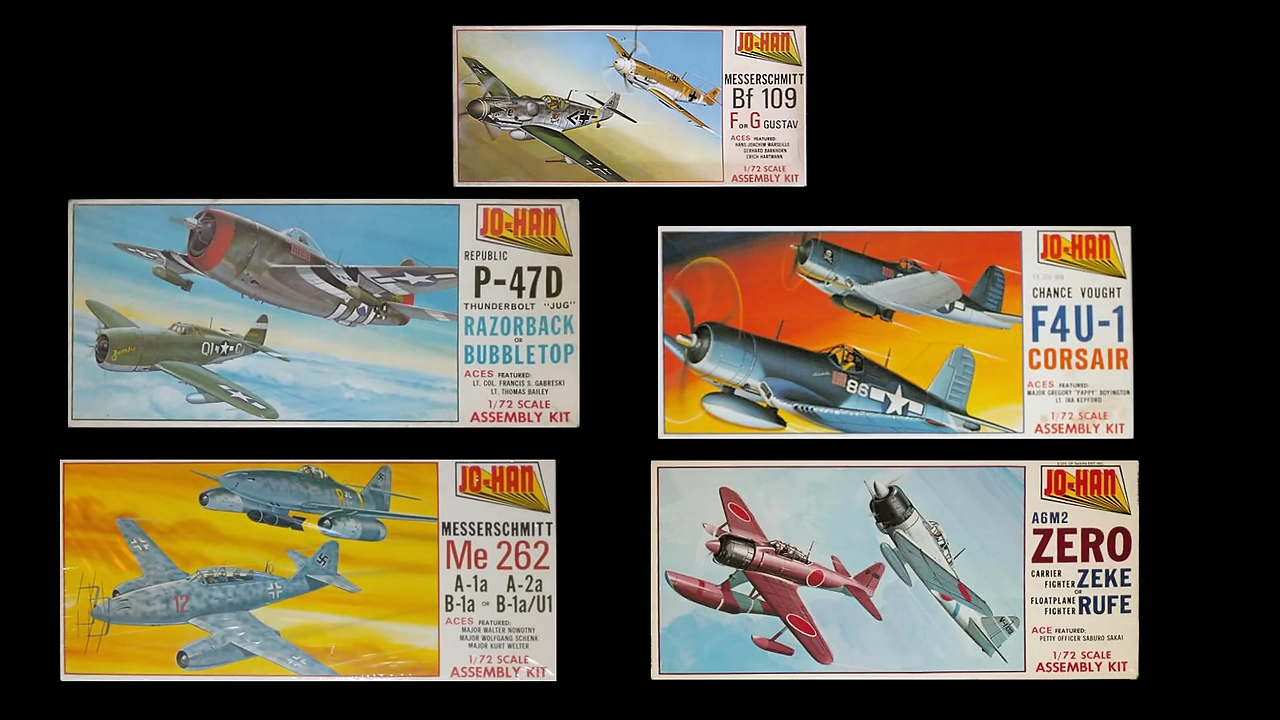 JO-HAN
MESSERSCHMITT
Bf 109
F OR G GUSTAV
ACES FEATURED:
HANS-JOACHIM MARSEILLE
GERHARD BARKHORN
ERICH HARTMANN
1/72 SCALE
ASSEMBLY KIT
JO-HAN
REPUBLIC
P-47D
THUNDERBOLT "JUG"
RAZORBACK
OR
BUBBLETOP
ACES FEATURED:
LT. COL. FRANCIS S. GABRESKI
LT. THOMAS BAILEY
1/72 SCALE
ASSEMBLY KIT
JO-HAN
CHANCE VOUGHT
F4U-1
CORSAIR
ACES FEATURED:
MAJOR GREGORY "PAPPY" BOYINGTON
LT. IRA KEPFORD
1/72 SCALE
ASSEMBLY KIT
86
JO-HAN
MESSERSCHMITT
Me 262
A-1a A-2a
B-1a OR B-1a/U1
ACES FEATURED:
MAJOR WALTER NOWOTNY
MAJOR WOLFGANG SCHENK
MAJOR KURT WELTER
1/72 SCALE
ASSEMBLY KIT
12
JO-HAN
A6M2
ZERO
CARRIER FIGHTER ZEKE
OR
FLOATPLANE FIGHTER RUFE
ACE FEATURED:
PETTY OFFICER SABURO SAKAI
1/72 SCALE
ASSEMBLY KIT